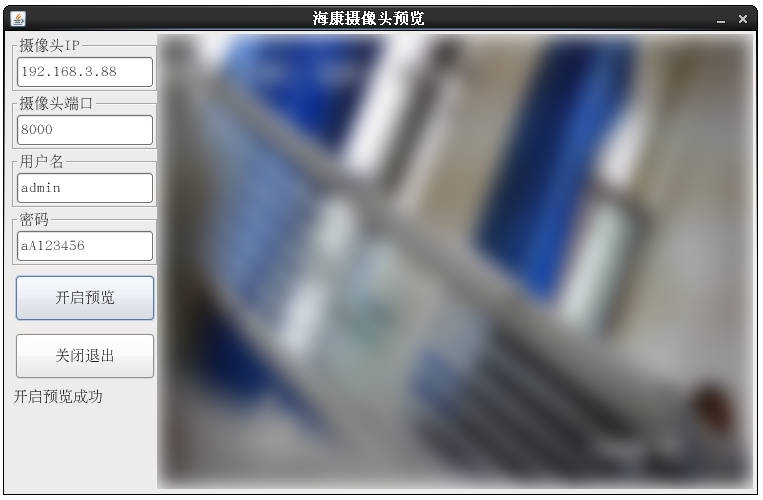 海康摄像头预览
摄像头IP
192.168.3.88
摄像头端口
8000
用户名
admin
密码
aA123456
开启预览
关闭退出
开启预览成功